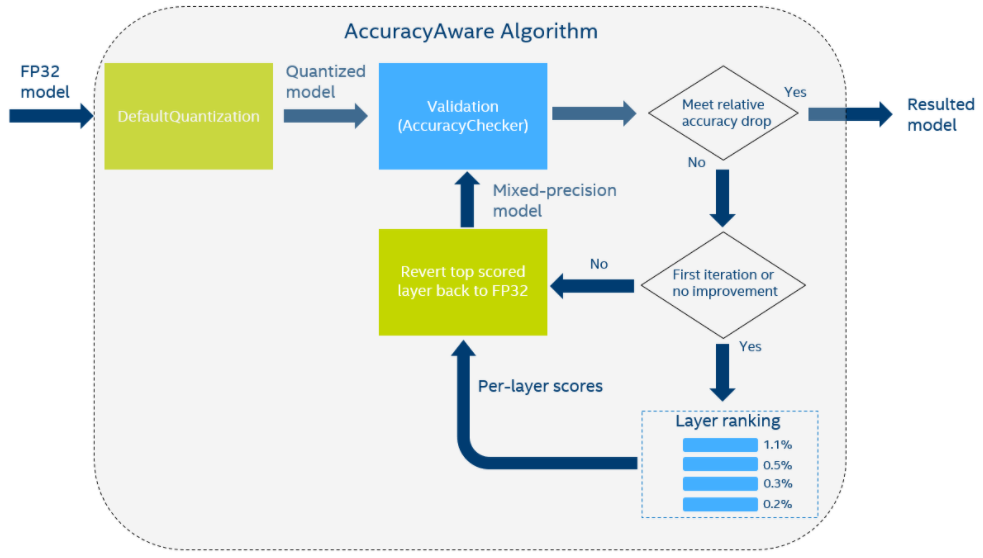 AccuracyAware Algorithm
FP32
model
DefaultQuantization
Quantized
model
Validation
(AccuracyChecker)
Meet relative
accuracy drop
Yes
Resulted
model
No
Mixed-precision
model
Revert top scored
layer back to FP32
No
First iteration or
no improvement
Yes
Per-layer scores
Layer ranking
1.1%
0.5%
0.3%
0.2%